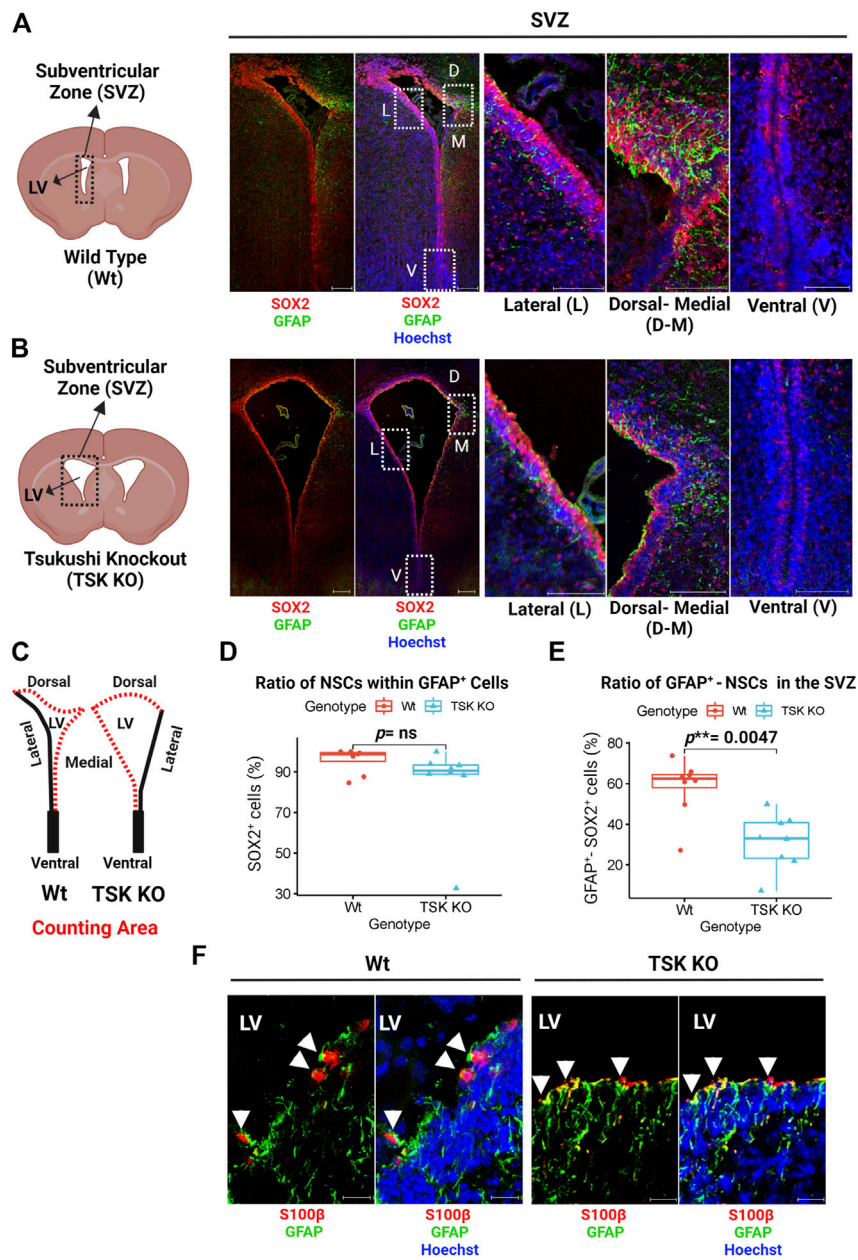 A
SVZ
Subventricular
Zone (SVZ)
LV
Wild Type
(Wt)
D
L
M
V
SOX2
GFAP
SOX2
GFAP
Hoechst
Lateral (L)
Dorsal- Medial
(D-M)
Ventral (V)
B
Subventricular
Zone (SVZ)
LV
Tsukushi Knockout
(TSK KO)
D
L
M
V
SOX2
GFAP
SOX2
GFAP
Hoechst
Lateral (L)
Dorsal- Medial
(D-M)
Ventral (V)
C
Dorsal
Dorsal
LV
LV
Lateral
Medial
Lateral
Ventral
Ventral
Wt
TSK KO
Counting Area
D
Ratio of NSCs within GFAP⁺ Cells
Genotype Wt TSK KO
p= ns
SOX2⁺ cells (%)
90
70
50
30
Wt
TSK KO
Genotype
E
Ratio of GFAP⁺- NSCs in the SVZ
Genotype Wt TSK KO
p**= 0.0047
GFAP⁺- SOX2⁺ cells (%)
80
60
40
20
Wt
TSK KO
Genotype
F
Wt
TSK KO
LV
LV
LV
LV
S100β
GFAP
S100β
GFAP
Hoechst
S100β
GFAP
S100β
GFAP
Hoechst